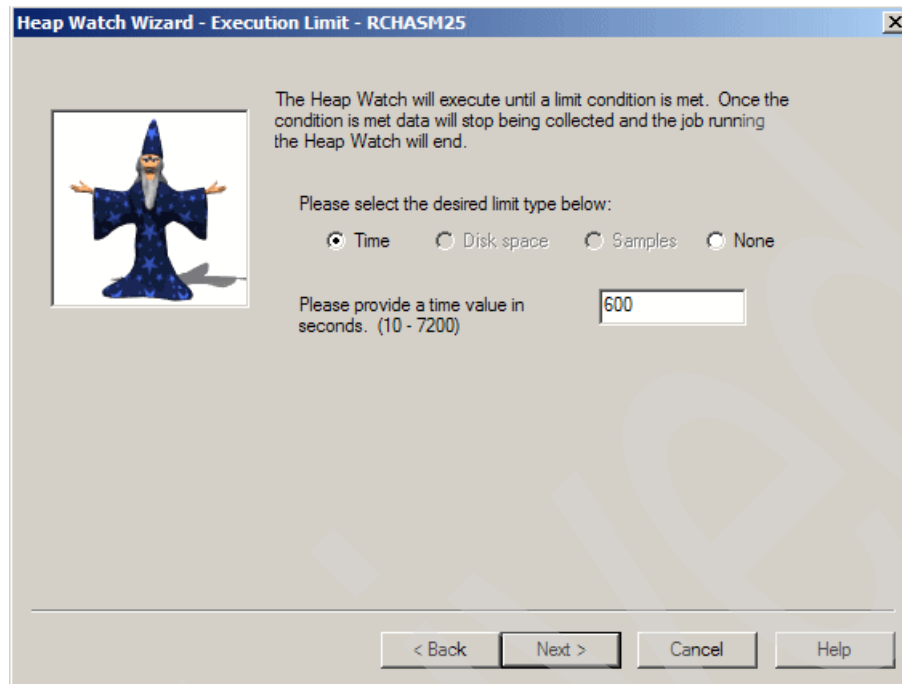 Heap Watch Wizard - Execution Limit - RCHASM25
The Heap Watch will execute until a limit condition is met. Once the
condition is met data will stop being collected and the job running
the Heap Watch will end.
Please select the desired limit type below:
Time Disk space Samples None
Please provide a time value in
seconds. (10 - 7200)
600
< Back Next > Cancel Help